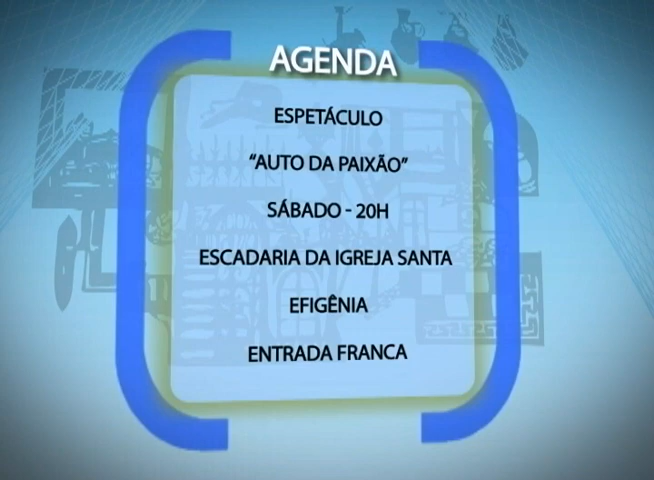 AGENDA
ESPETÁCULO
“AUTO DA PAIXÃO”
SÁBADO - 20H
ESCADARIA DA IGREJA SANTA
EFIGÊNIA
ENTRADA FRANCA